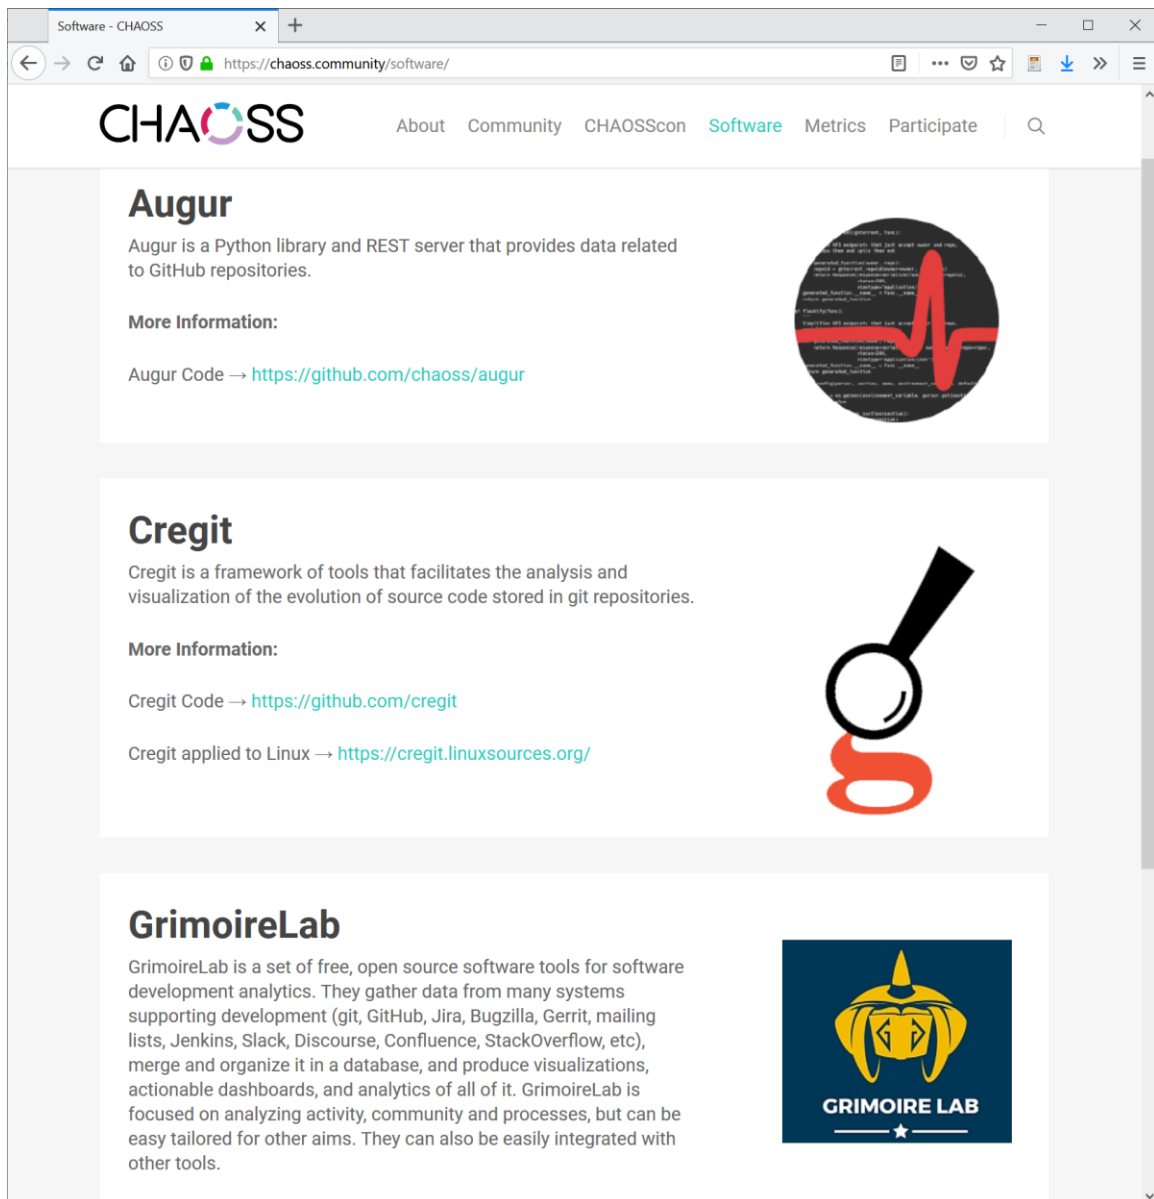 Software - CHAOSS
https://chaoss.community/software/
CHAOSS
About Community CHAOSScon Software Metrics Participate
Augur
Augur is a Python library and REST server that provides data related
to GitHub repositories.
More Information:
Augur Code → https://github.com/chaoss/augur
Cregit
Cregit is a framework of tools that facilitates the analysis and
visualization of the evolution of source code stored in git repositories.
More Information:
Cregit Code → https://github.com/cregit
Cregit applied to Linux → https://cregit.linuxsources.org/
g
GrimoireLab
GrimoireLab is a set of free, open source software tools for software
development analytics. They gather data from many systems
supporting development (git, GitHub, Jira, Bugzilla, Gerrit, mailing
lists, Jenkins, Slack, Discourse, Confluence, StackOverflow, etc),
merge and organize it in a database, and produce visualizations,
actionable dashboards, and analytics of all of it. GrimoireLab is
focused on analyzing activity, community and processes, but can be
easy tailored for other aims. They can also be easily integrated with
other tools.
GRIMOIRE LAB